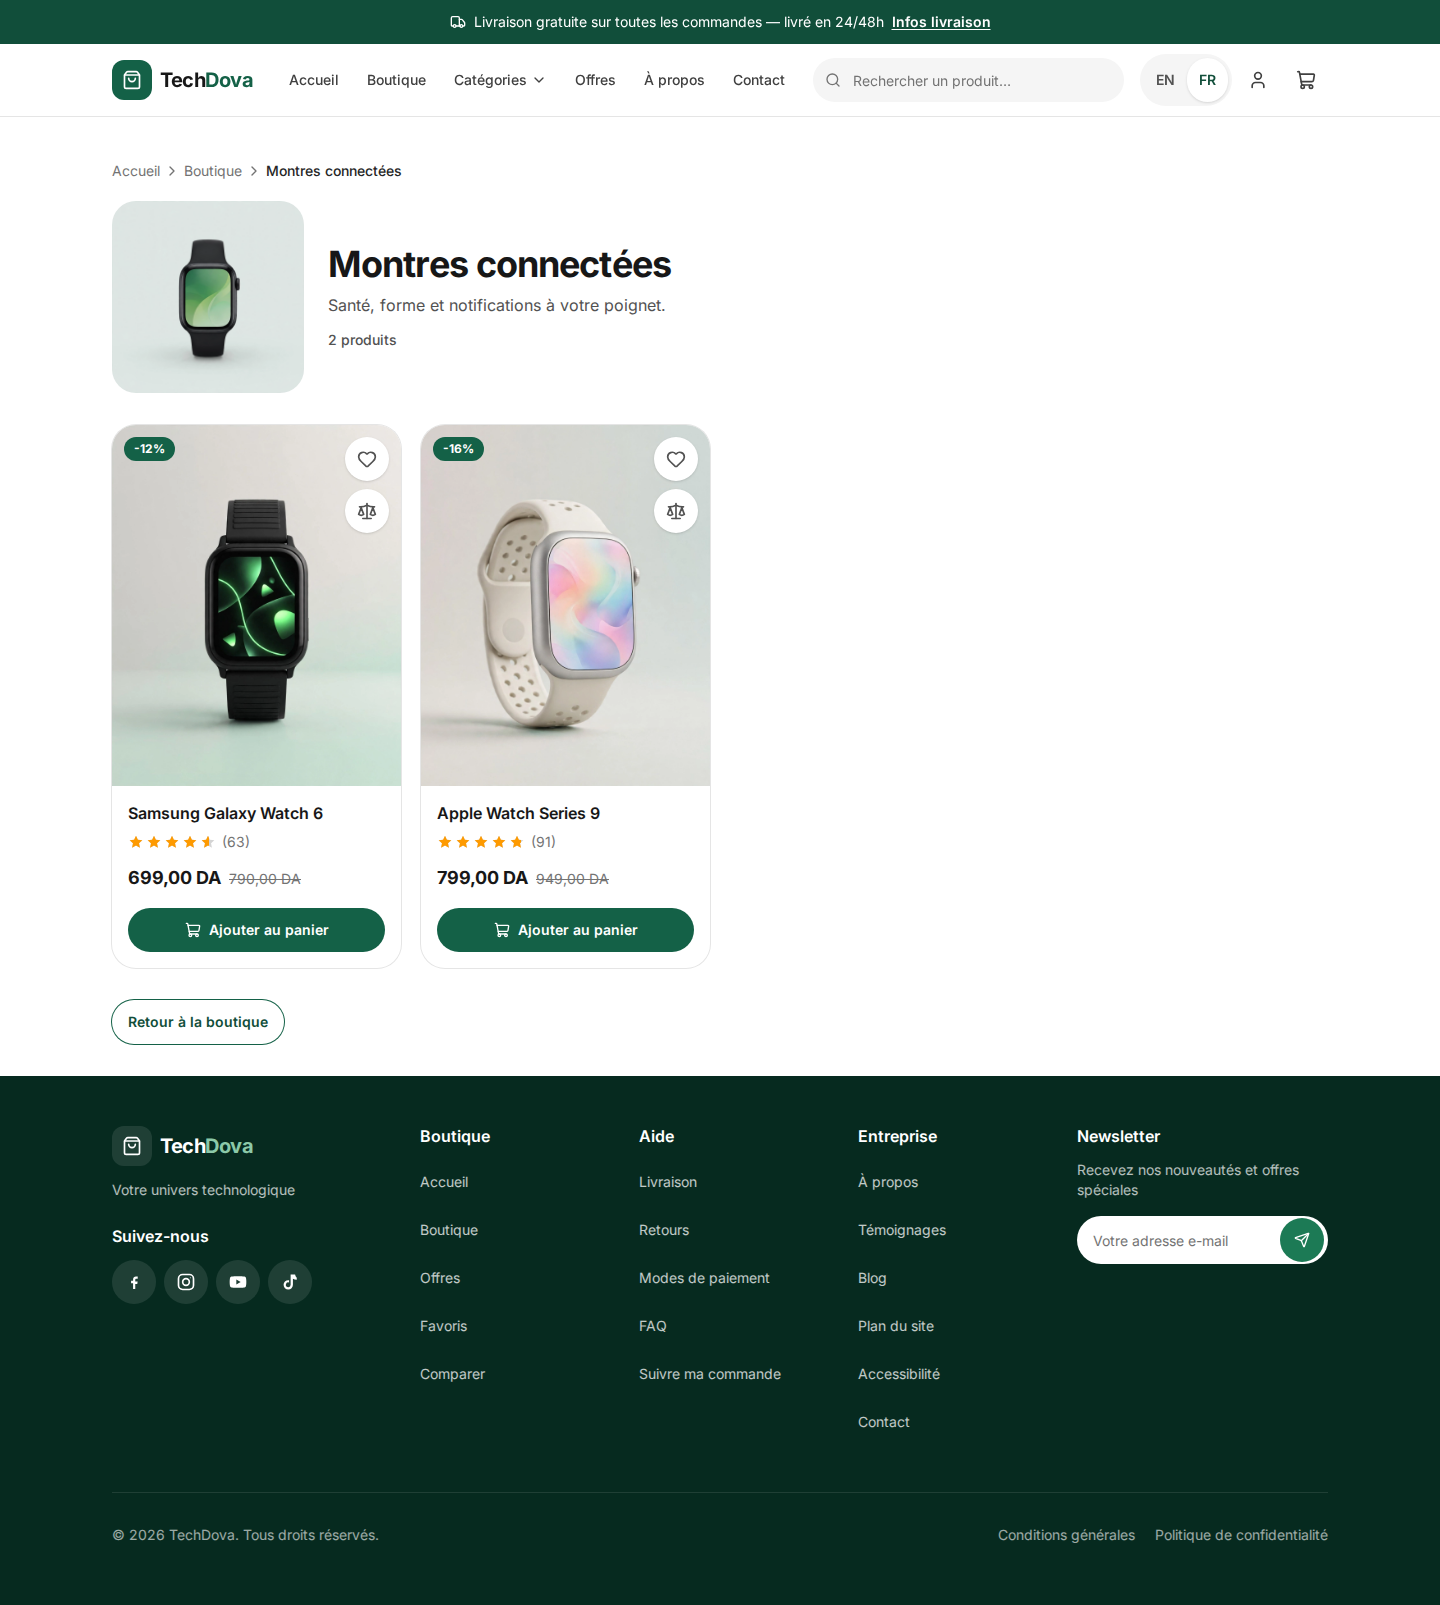 Livraison gratuite sur toutes les commandes — livré en 24/48h Infos livraison
TechDova
Accueil
Boutique
Catégories
Offres
À propos
Contact
Rechercher un produit...
EN
FR
Accueil > Boutique > Montres connectées
Montres connectées
Santé, forme et notifications à votre poignet.
2 produits
-12%
Samsung Galaxy Watch 6
(63)
699,00 DA 790,00 DA
Ajouter au panier
-16%
Apple Watch Series 9
(91)
799,00 DA 949,00 DA
Ajouter au panier
Retour à la boutique
TechDova
Votre univers technologique
Suivez-nous
Boutique
Accueil
Boutique
Offres
Favoris
Comparer
Aide
Livraison
Retours
Modes de paiement
FAQ
Suivre ma commande
Entreprise
À propos
Témoignages
Blog
Plan du site
Accessibilité
Contact
Newsletter
Recevez nos nouveautés et offres
spéciales
Votre adresse e-mail
© 2026 TechDova. Tous droits réservés.
Conditions générales
Politique de confidentialité